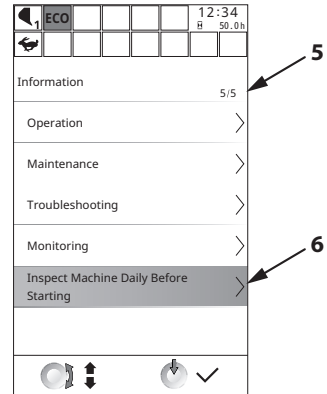 1
ECO
12:34
50.0h
5
Information
5/5
Operation
Maintenance
Troubleshooting
Monitoring
6
Inspect Machine Daily Before
Starting